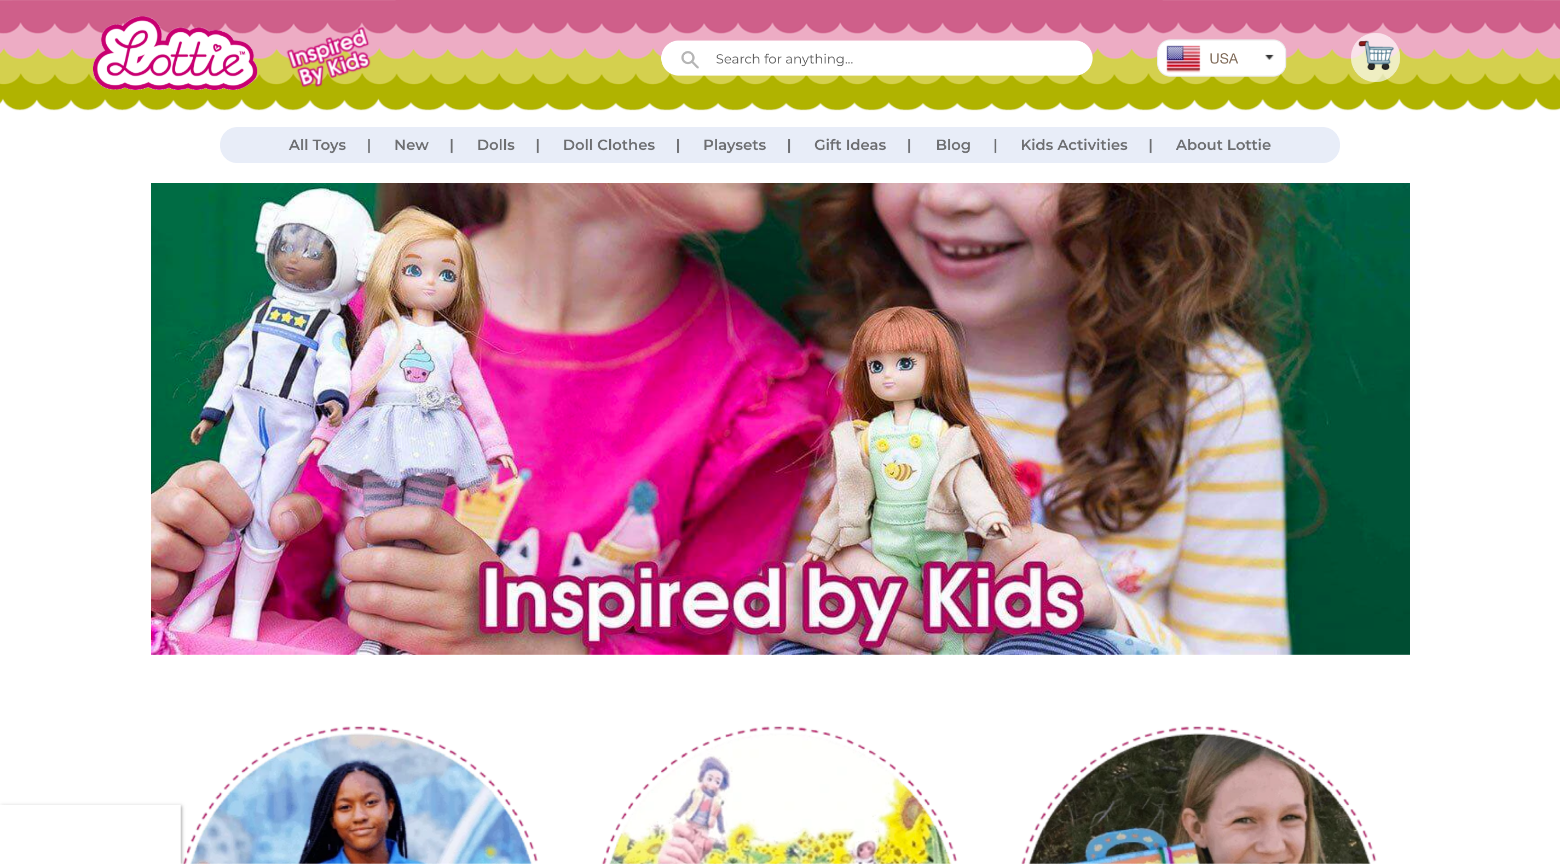 Lottie™
Inspired
By Kids
Search for anything...
USA
All Toys | New | Dolls | Doll Clothes | Playsets | Gift Ideas | Blog | Kids Activities | About Lottie
Inspired by Kids